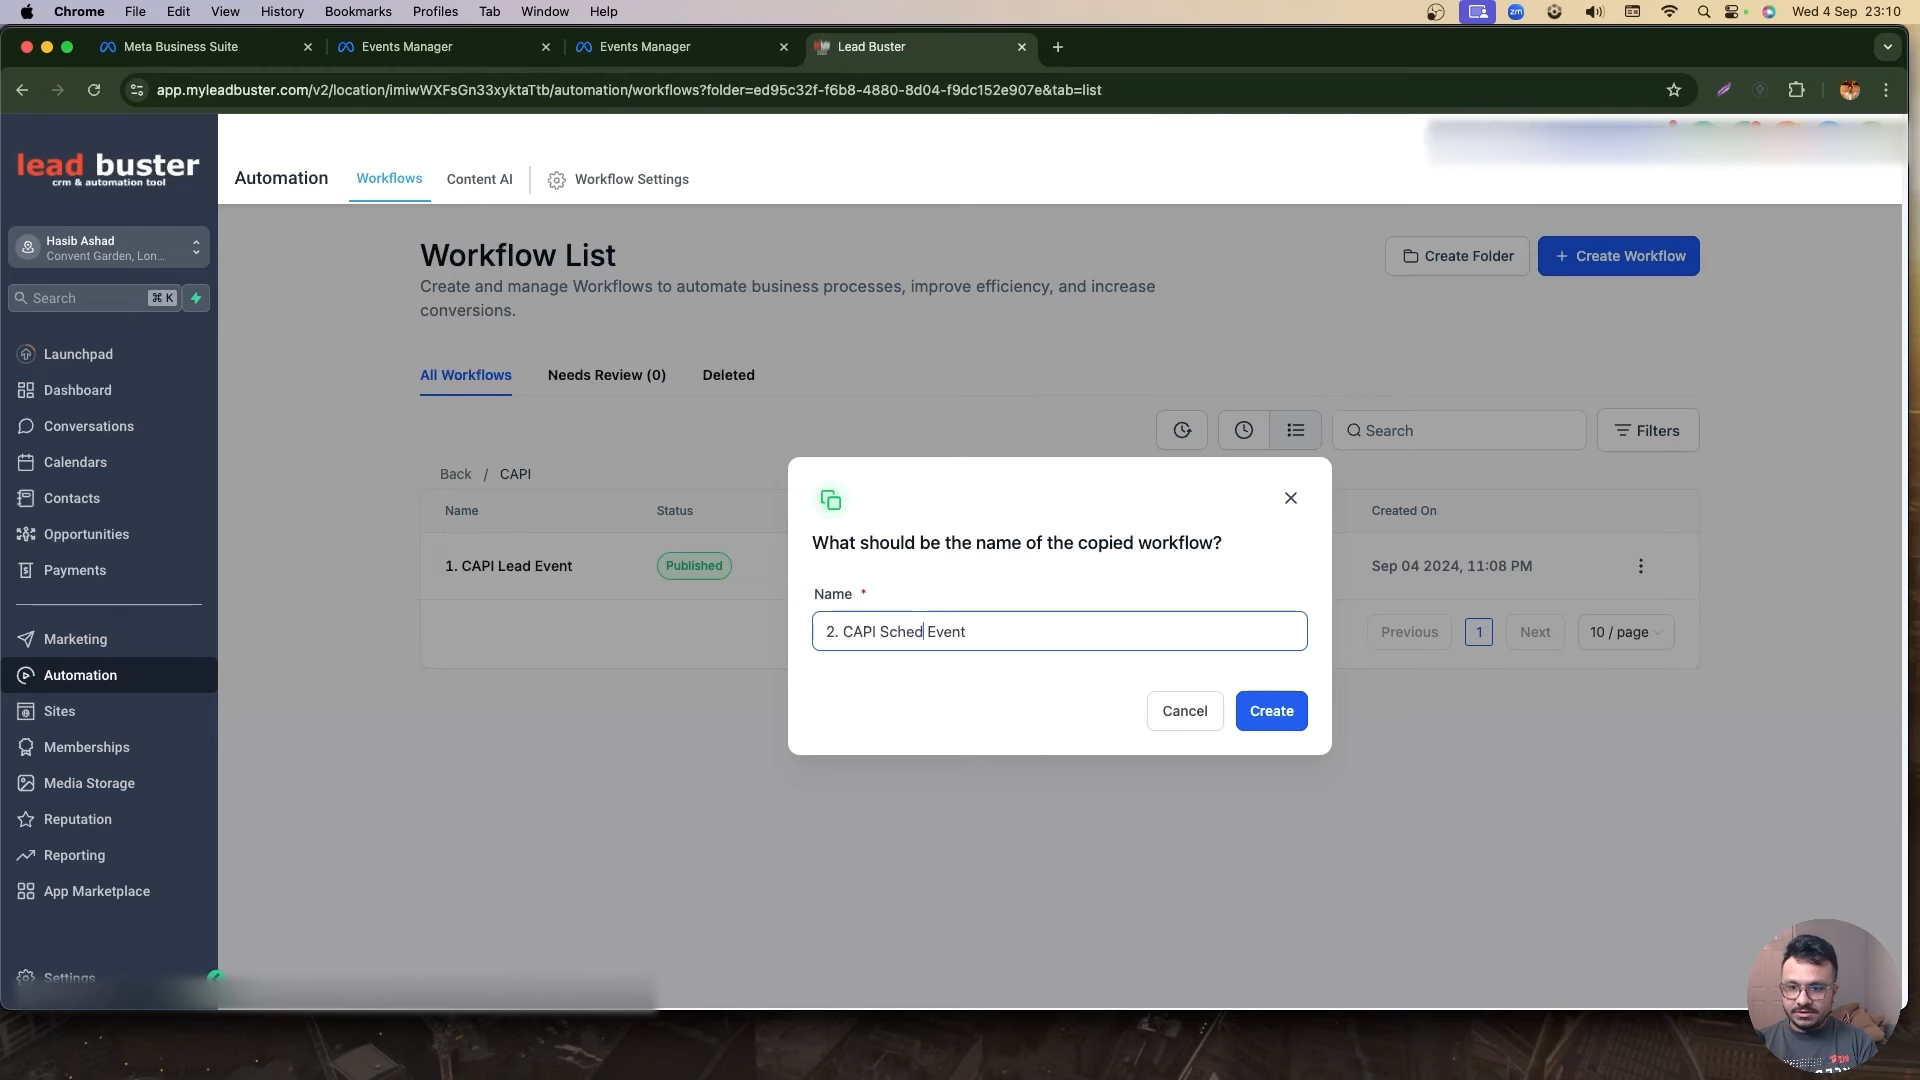 Chrome File Edit View History Bookmarks Profiles Tab Window Help
zm
Wed 4 Sep 23:10
Meta Business Suite
Events Manager
Events Manager
Lead Buster
app.myleadbuster.com/v2/location/imiwWXFsGn33xyktaTtb/automation/workflows?folder=ed95c32f-f6b8-4880-8d04-f9dc152e907e&tab=list
lead buster
crm & automation tool
Automation
Workflows
Content AI
Workflow Settings
Hasib Ashad
Convent Garden, Lon...
Search
⌘ K
Launchpad
Dashboard
Conversations
Calendars
Contacts
Opportunities
Payments
Marketing
Automation
Sites
Memberships
Media Storage
Reputation
Reporting
App Marketplace
Settings
Workflow List
Create and manage Workflows to automate business processes, improve efficiency, and increase
conversions.
Create Folder
+ Create Workflow
All Workflows
Needs Review (0)
Deleted
Search
Filters
Back / CAPI
Name
Status
Created On
1. CAPI Lead Event
Published
Sep 04 2024, 11:08 PM
Previous
1
Next
10 / page
What should be the name of the copied workflow?
Name *
2. CAPI Sched Event
Cancel
Create